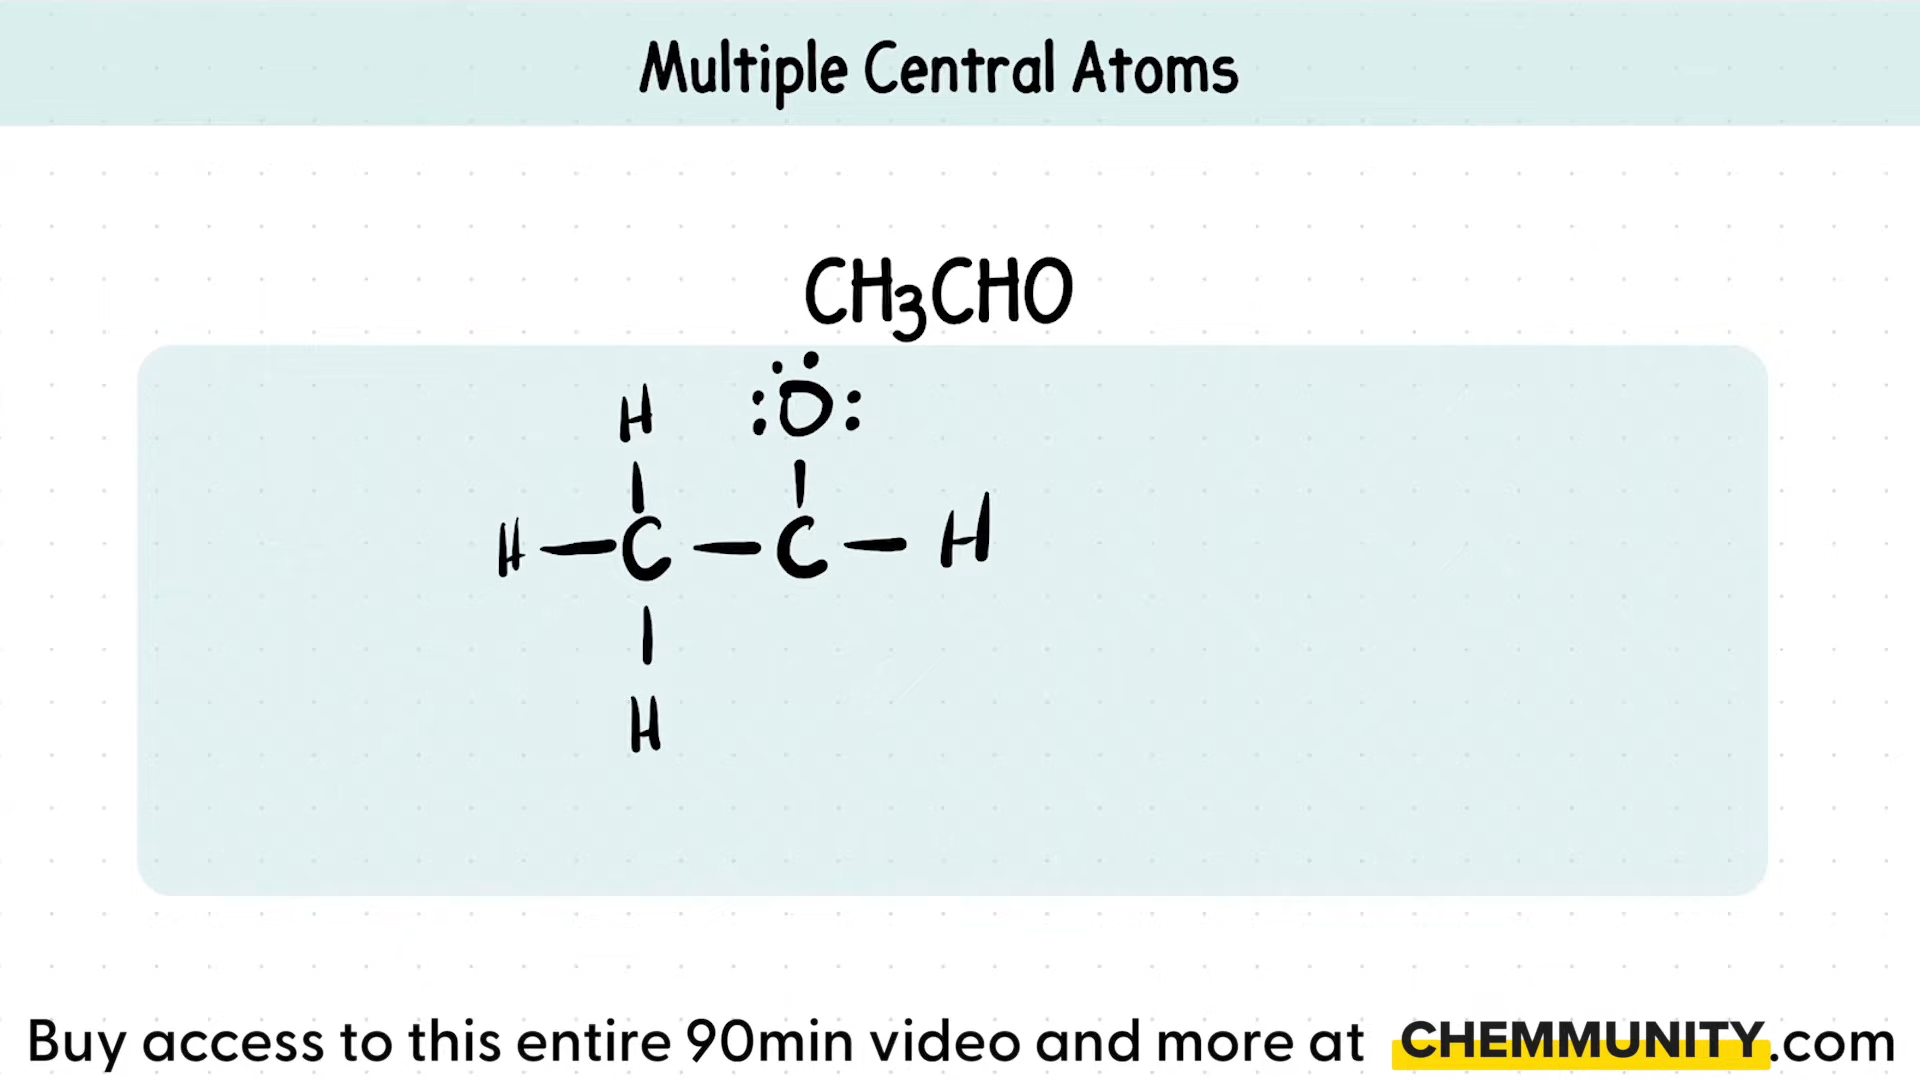 Multiple Central Atoms
CH₃CHO
H :O:
H—C—C—H
H
Buy access to this entire 90min video and more at CHEMMUNITY.com